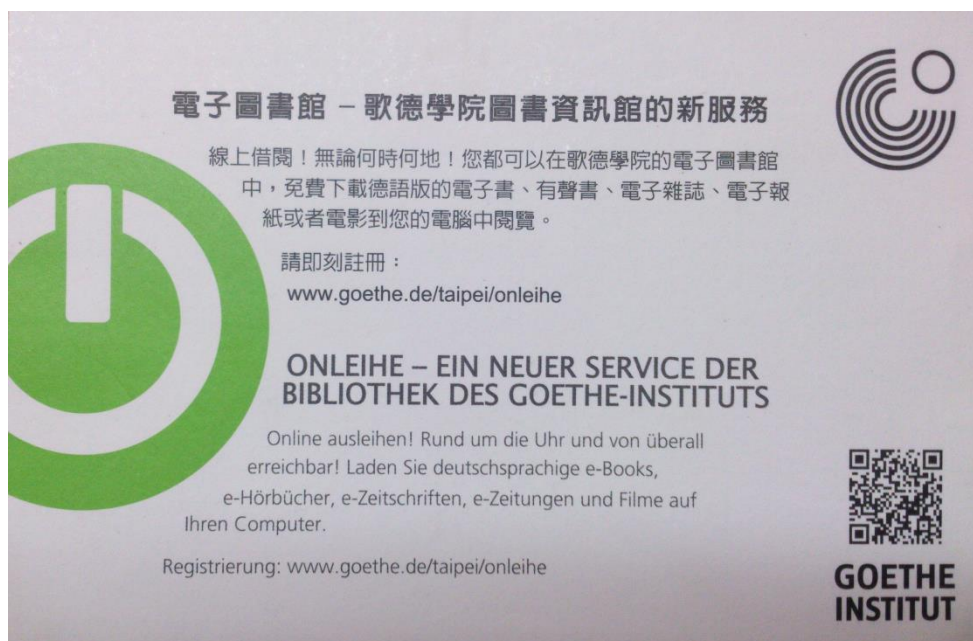 電子圖書館 – 歌德學院圖書資訊館的新服務
線上借閱！無論何時何地！您都可以在歌德學院的電子圖書館
中，免費下載德語版的電子書、有聲書、電子雜誌、電子報
紙或者電影到您的電腦中閱覽。
請即刻註冊：
www.goethe.de/taipei/onleihe
ONLEIHE – EIN NEUER SERVICE DER
BIBLIOTHEK DES GOETHE-INSTITUTS
Online ausleihen! Rund um die Uhr und von überall
erreichbar! Laden Sie deutschsprachige e-Books,
e-Hörbücher, e-Zeitschriften, e-Zeitungen und Filme auf
Ihren Computer.
Registrierung: www.goethe.de/taipei/onleihe
GOETHE
INSTITUT